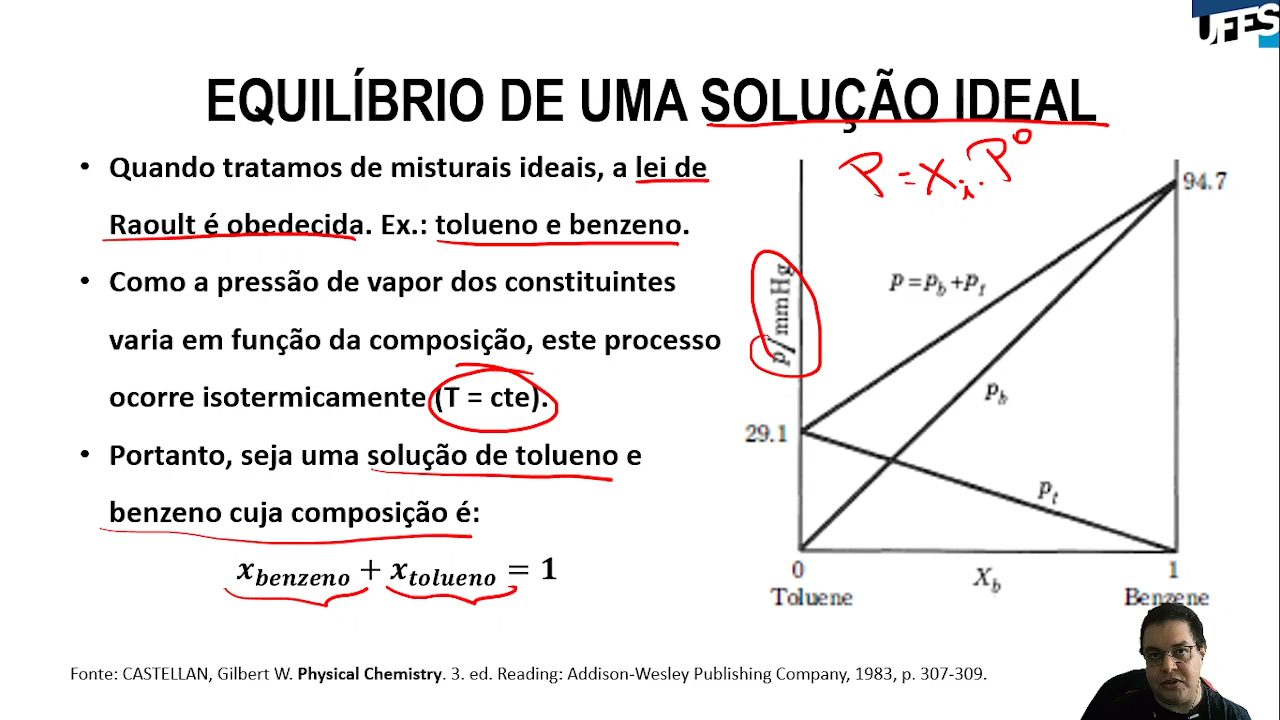 UFES
EQUILÍBRIO DE UMA SOLUÇÃO IDEAL
• Quando tratamos de misturais ideais, a lei de
Raoult é obedecida. Ex.: tolueno e benzeno.
• Como a pressão de vapor dos constituintes
varia em função da composição, este processo
ocorre isotermicamente (T = cte).
• Portanto, seja uma solução de tolueno e
benzeno cuja composição é:
x_benzeno + x_tolueno = 1
P = x_i . P°
94.7
p/mmHg
p = p_b + p_t
p_b
29.1
p_t
0
X_b
1
Toluene
Benzene
Fonte: CASTELLAN, Gilbert W. Physical Chemistry. 3. ed. Reading: Addison-Wesley Publishing Company, 1983, p. 307-309.